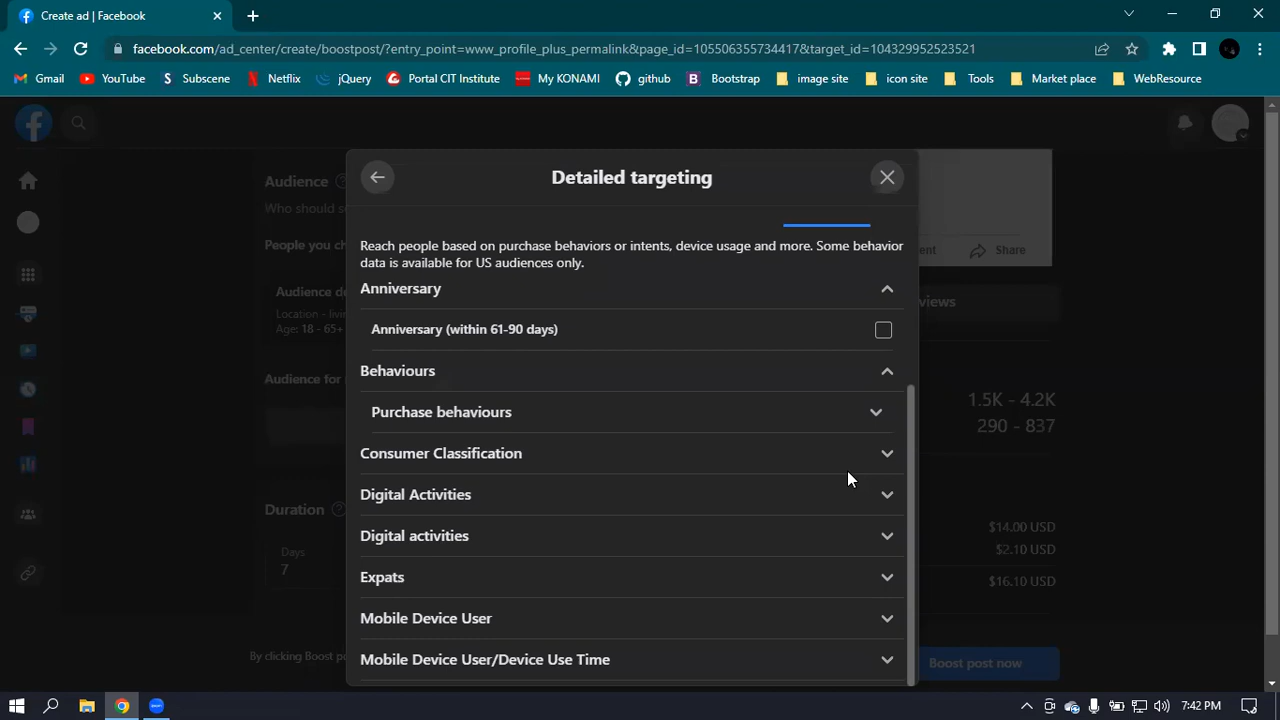 Create ad | Facebook
facebook.com/ad_center/create/boostpost/?entry_point=www_profile_plus_permalink&page_id=105506355734417&target_id=104329952523521
Gmail
YouTube
Subscene
Netflix
jQuery
Portal CIT Institute
My KONAMI
github
Bootstrap
image site
icon site
Tools
Market place
WebResource
Detailed targeting
Audience
Who should s
People you ch
Audience de
Location - livin
Age: 18 - 65+
Audience for
Duration
Days
7
By clicking Boost po
Reach people based on purchase behaviors or intents, device usage and more. Some behavior
data is available for US audiences only.
Anniversary
Anniversary (within 61-90 days)
Behaviours
Purchase behaviours
Consumer Classification
Digital Activities
Digital activities
Expats
Mobile Device User
Mobile Device User/Device Use Time
ent
Share
views
1.5K - 4.2K
290 - 837
$14.00 USD
$2.10 USD
$16.10 USD
Boost post now
7:42 PM